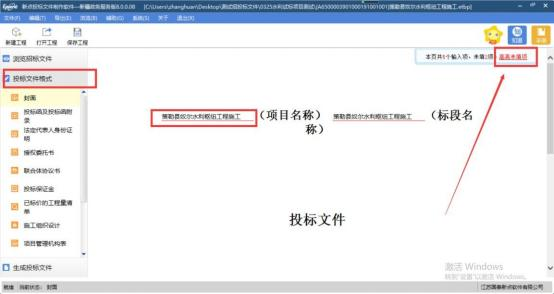 新点投标文件制作软件—新疆政务服务版8.0.0.08 [C:\Users\zhanghuan\Desktop\测试招投标文件\0325水利试标项目测试\[A6500003901000191001001]策勒县奴尔水利枢纽工程施工.etbp]
文件(F) 编辑(E) 导航(D) 浏览(B) 辅助(V) 系统(S) 关于 退出(X)
新建工程 打开工程 保存工程
知道
浏览招标文件
本页共5个输入项，未填2项，高亮未填项
投标文件格式
封面
投标函及投标函附录
法定代表人身份证明
授权委托书
联合体协议书
投标保证金
已标价的工程量清单
施工组织设计
项目管理机构表
策勒县奴尔水利枢纽工程施工 （项目名称） 策勒县奴尔水利枢纽工程施工 （标段名
称）
投标文件
激活 Windows
转到"设置"以激活 Windows。
生成投标文件
就绪 当前状态： 封面
江苏国泰新点软件有限公司